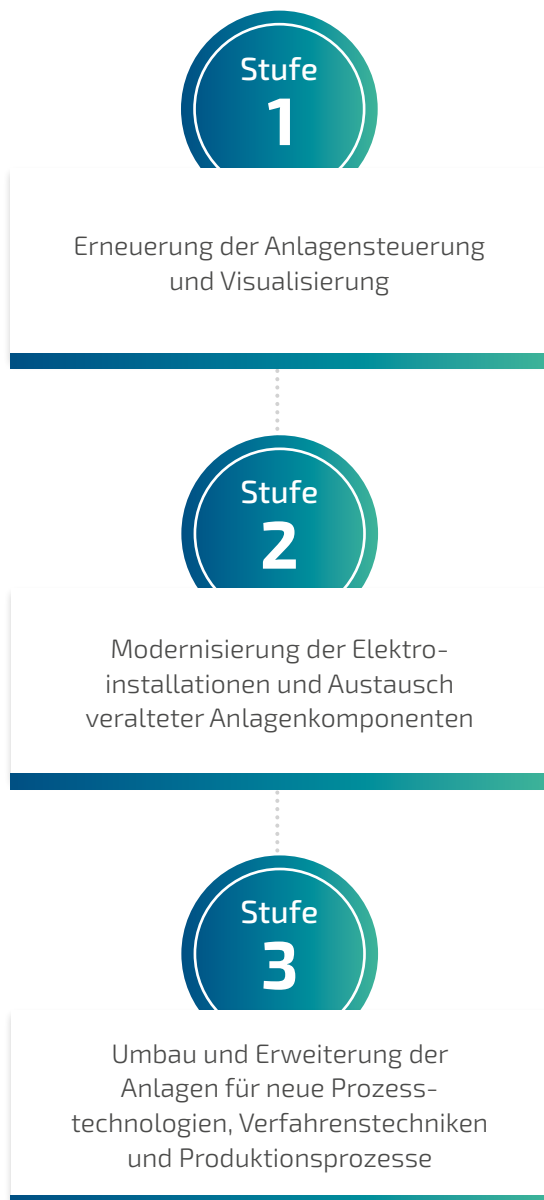 Stufe
1
Erneuerung der Anlagensteuerung
und Visualisierung
Stufe
2
Modernisierung der Elektro-
installationen und Austausch
veralteter Anlagenkomponenten
Stufe
3
Umbau und Erweiterung der
Anlagen für neue Prozess-
technologien, Verfahrenstechniken
und Produktionsprozesse